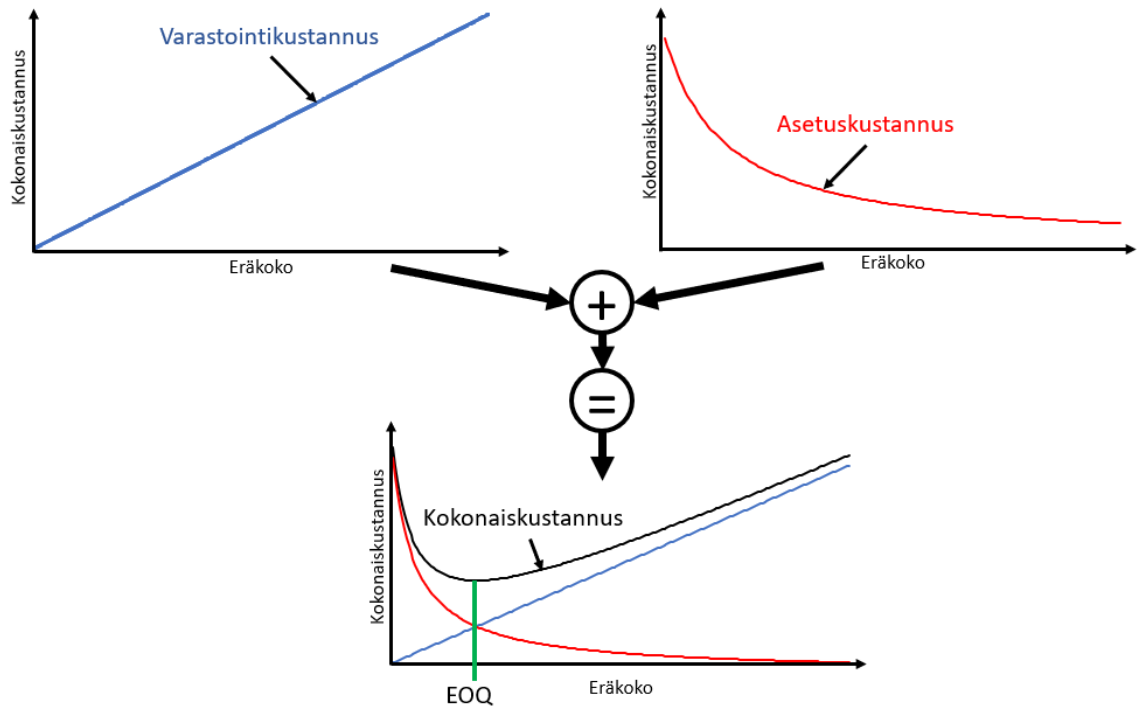 Kokonaiskustannus
Varastointikustannus
Eräkoko
Kokonaiskustannus
Asetuskustannus
Eräkoko
+
=
Kokonaiskustannus
Kokonaiskustannus
EOQ
Eräkoko